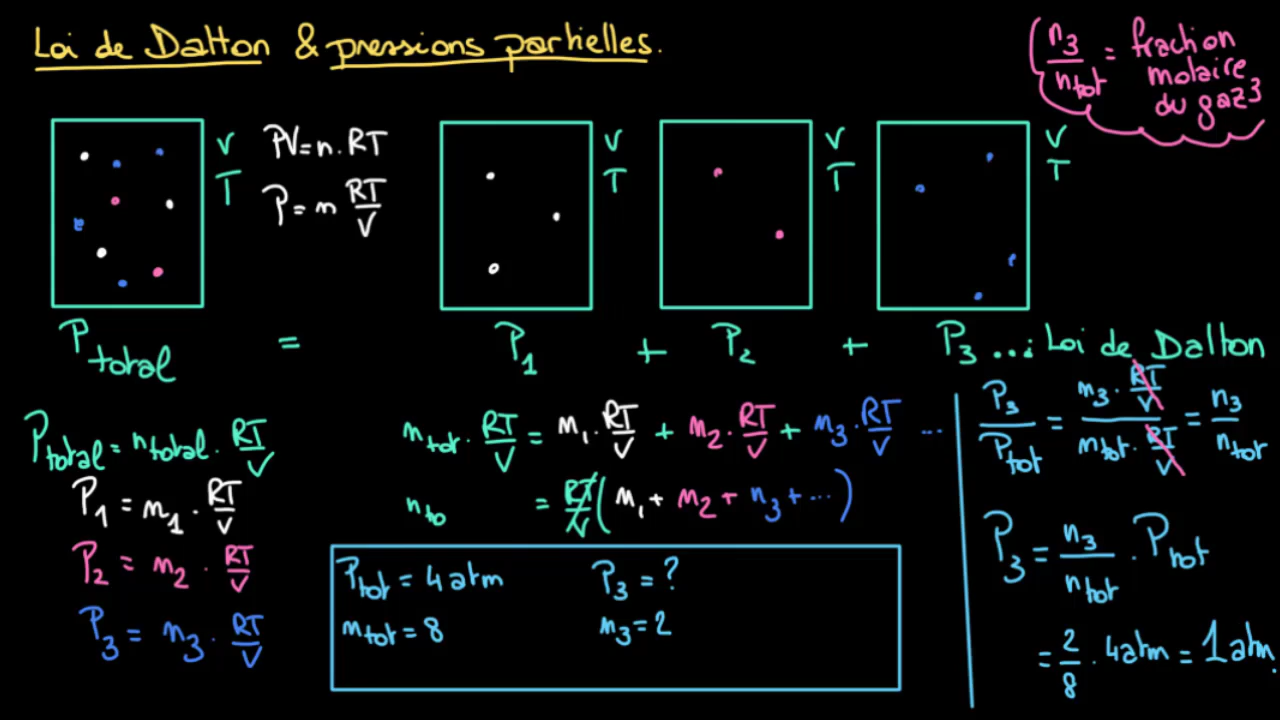 Loi de Dalton & pressions partielles.
n3/ntot = fraction molaire du gaz 3
V
T
PV = n.RT
P = n RT/V
V
T
V
T
V
T
Ptotal = P1 + P2 + P3 ...: Loi de Dalton
Ptotal = ntotal . RT/V
P1 = n1 . RT/V
P2 = n2 . RT/V
P3 = n3 . RT/V
ntot . RT/V = n1 . RT/V + n2 . RT/V + n3 . RT/V ...
nto = RT/V (n1 + n2 + n3 + ...)
Ptot = 4 atm P3 = ?
ntot = 8 n3 = 2
P3/Ptot = n3 . RT/V / ntot . RT/V = n3/ntot
P3 = n3/ntot . Ptot
= 2/8 . 4 atm = 1 atm.